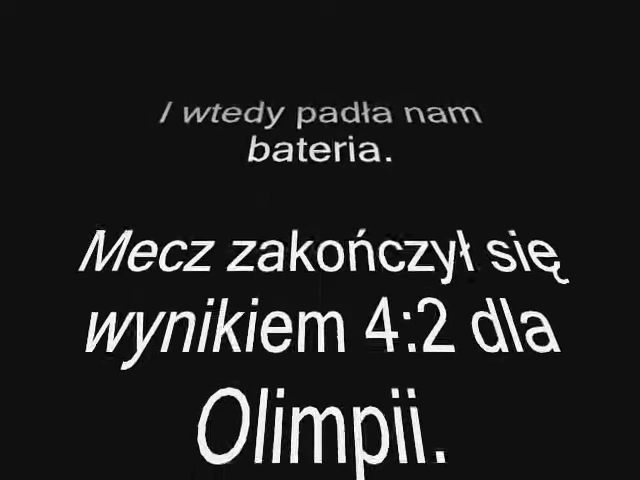 I wtedy padła nam
bateria.
Mecz zakończył się
wynikiem 4:2 dla
Olimpii.